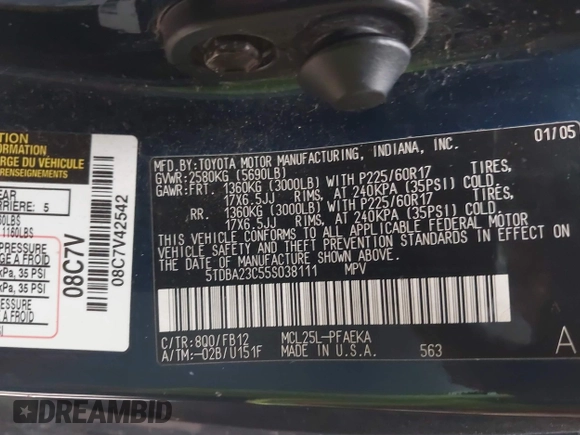 TION
NFORMATION
ARGE DU VÉHICULE
renseignements)
EAR
RRIÈRE: 5
1160LBS
PRESSURE
GE A FROID
kPa, 35 PSI
kPa, 35 PSI
08C7V
08C7V42542
MFD.BY:TOYOTA MOTOR MANUFACTURING, INDIANA, INC. 01/05
GVWR:2580KG (5690LB)
GAWR:FRT. 1360KG (3000LB)WITH P225/60R17 TIRES,
17X6.5JJ RIMS, AT 240KPA (35PSI) COLD
RR. 1360KG (3000LB)WITH P225/60R17 TIRES,
17X6.5JJ RIMS, AT 240KPA (35PSI) COLD
THIS VEHICLE CONFORMS TO ALL APPLICABLE FEDERAL MOTOR
VEHICLE SAFETY AND THEFT PREVENTION STANDARDS IN EFFECT ON
THE DATE OF MANUFACTURE SHOWN ABOVE.
5TDBA23C55S038111 MPV
C/TR:8Q0/FB12 MCL25L-PFAEKA
A/TM:-02B/U151F MADE IN U.S.A. 563 A
DREAMBID